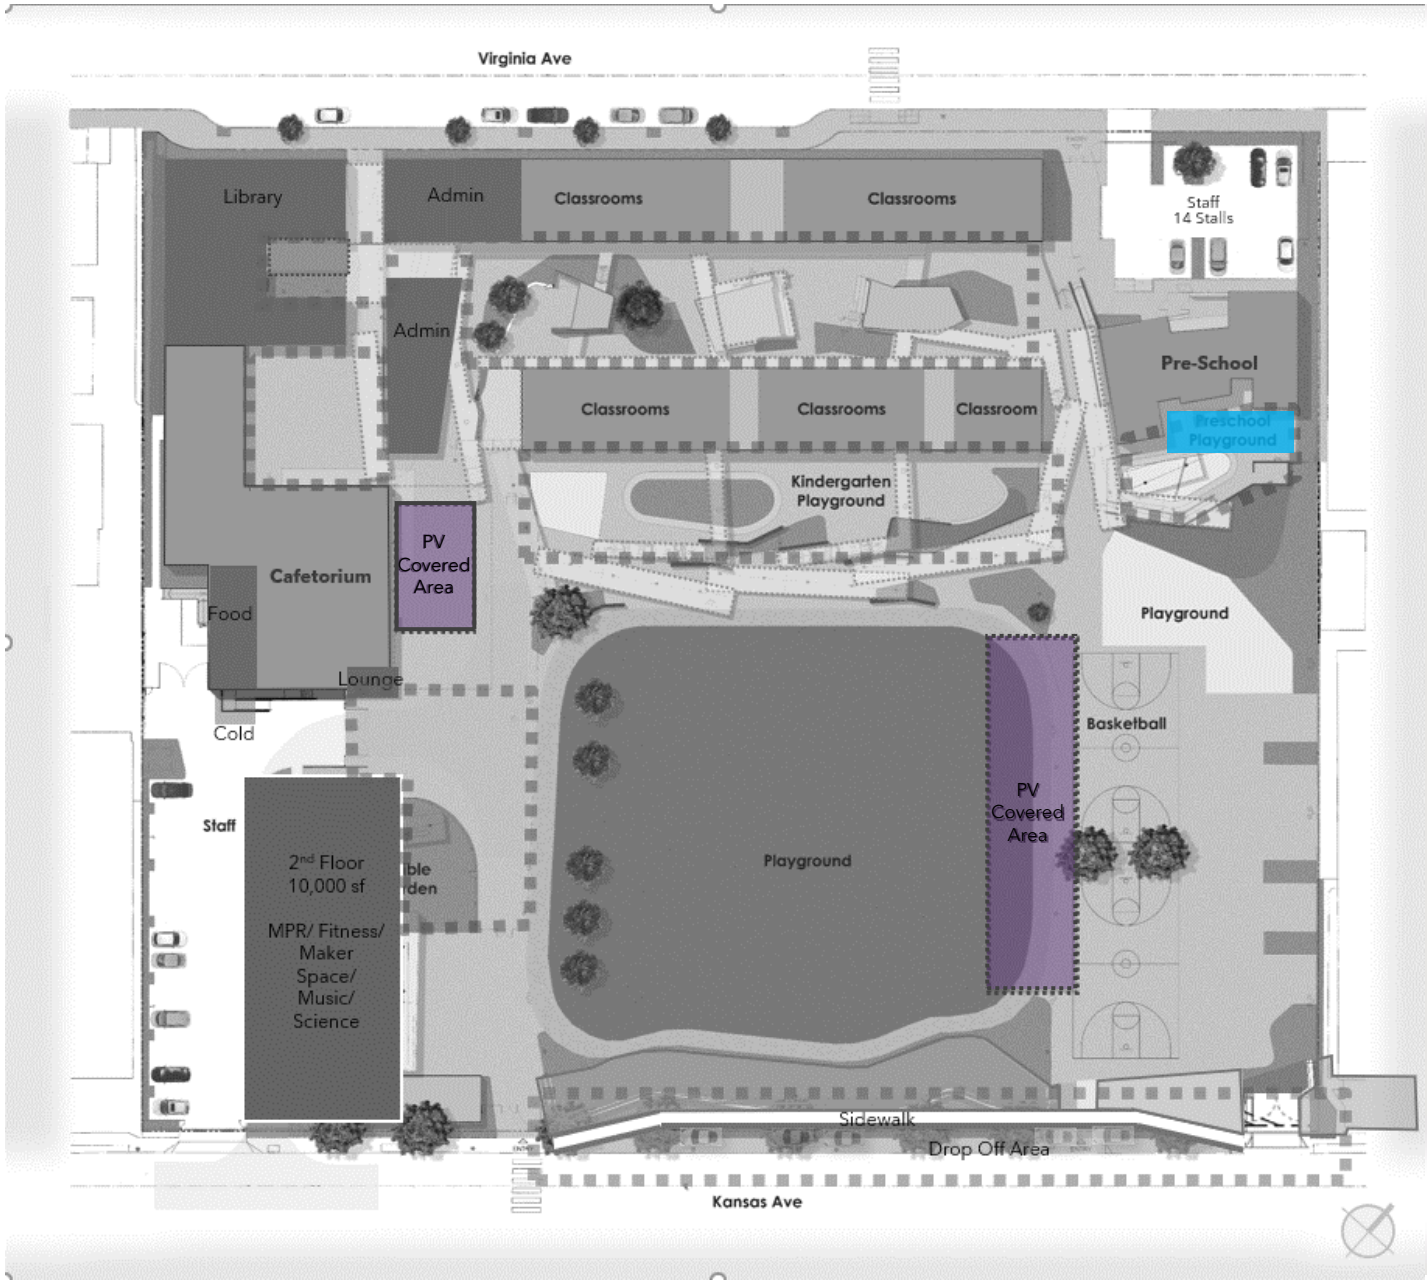 Virginia Ave
Library
Admin
Classrooms
Classrooms
Staff
14 Stalls
Admin
Pre-School
Classrooms
Classrooms
Classroom
Preschool
Playground
Kindergarten
Playground
PV
Covered
Area
Cafetorium
Food
Playground
Lounge
Cold
Basketball
PV
Covered
Area
Staff
2nd Floor
10,000 sf
MPR/ Fitness/
Maker
Space/
Music/
Science
ble
den
Playground
Sidewalk
Drop Off Area
ENTRY
Kansas Ave